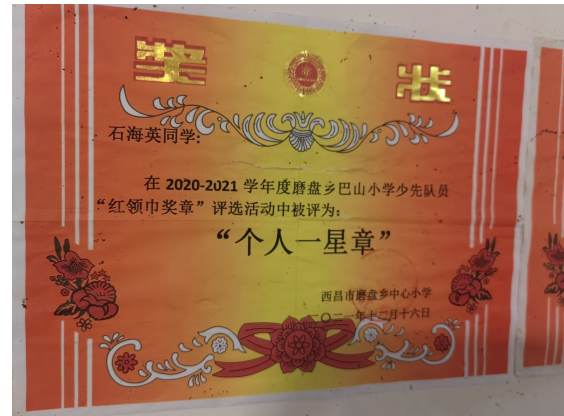 奖状
石海英同学:
在 2020-2021 学年度磨盘乡巴山小学少先队员
“红领巾奖章”评选活动中被评为:
“个人一星章”
西昌市磨盘乡中心小学
二〇二一年十二月十六日